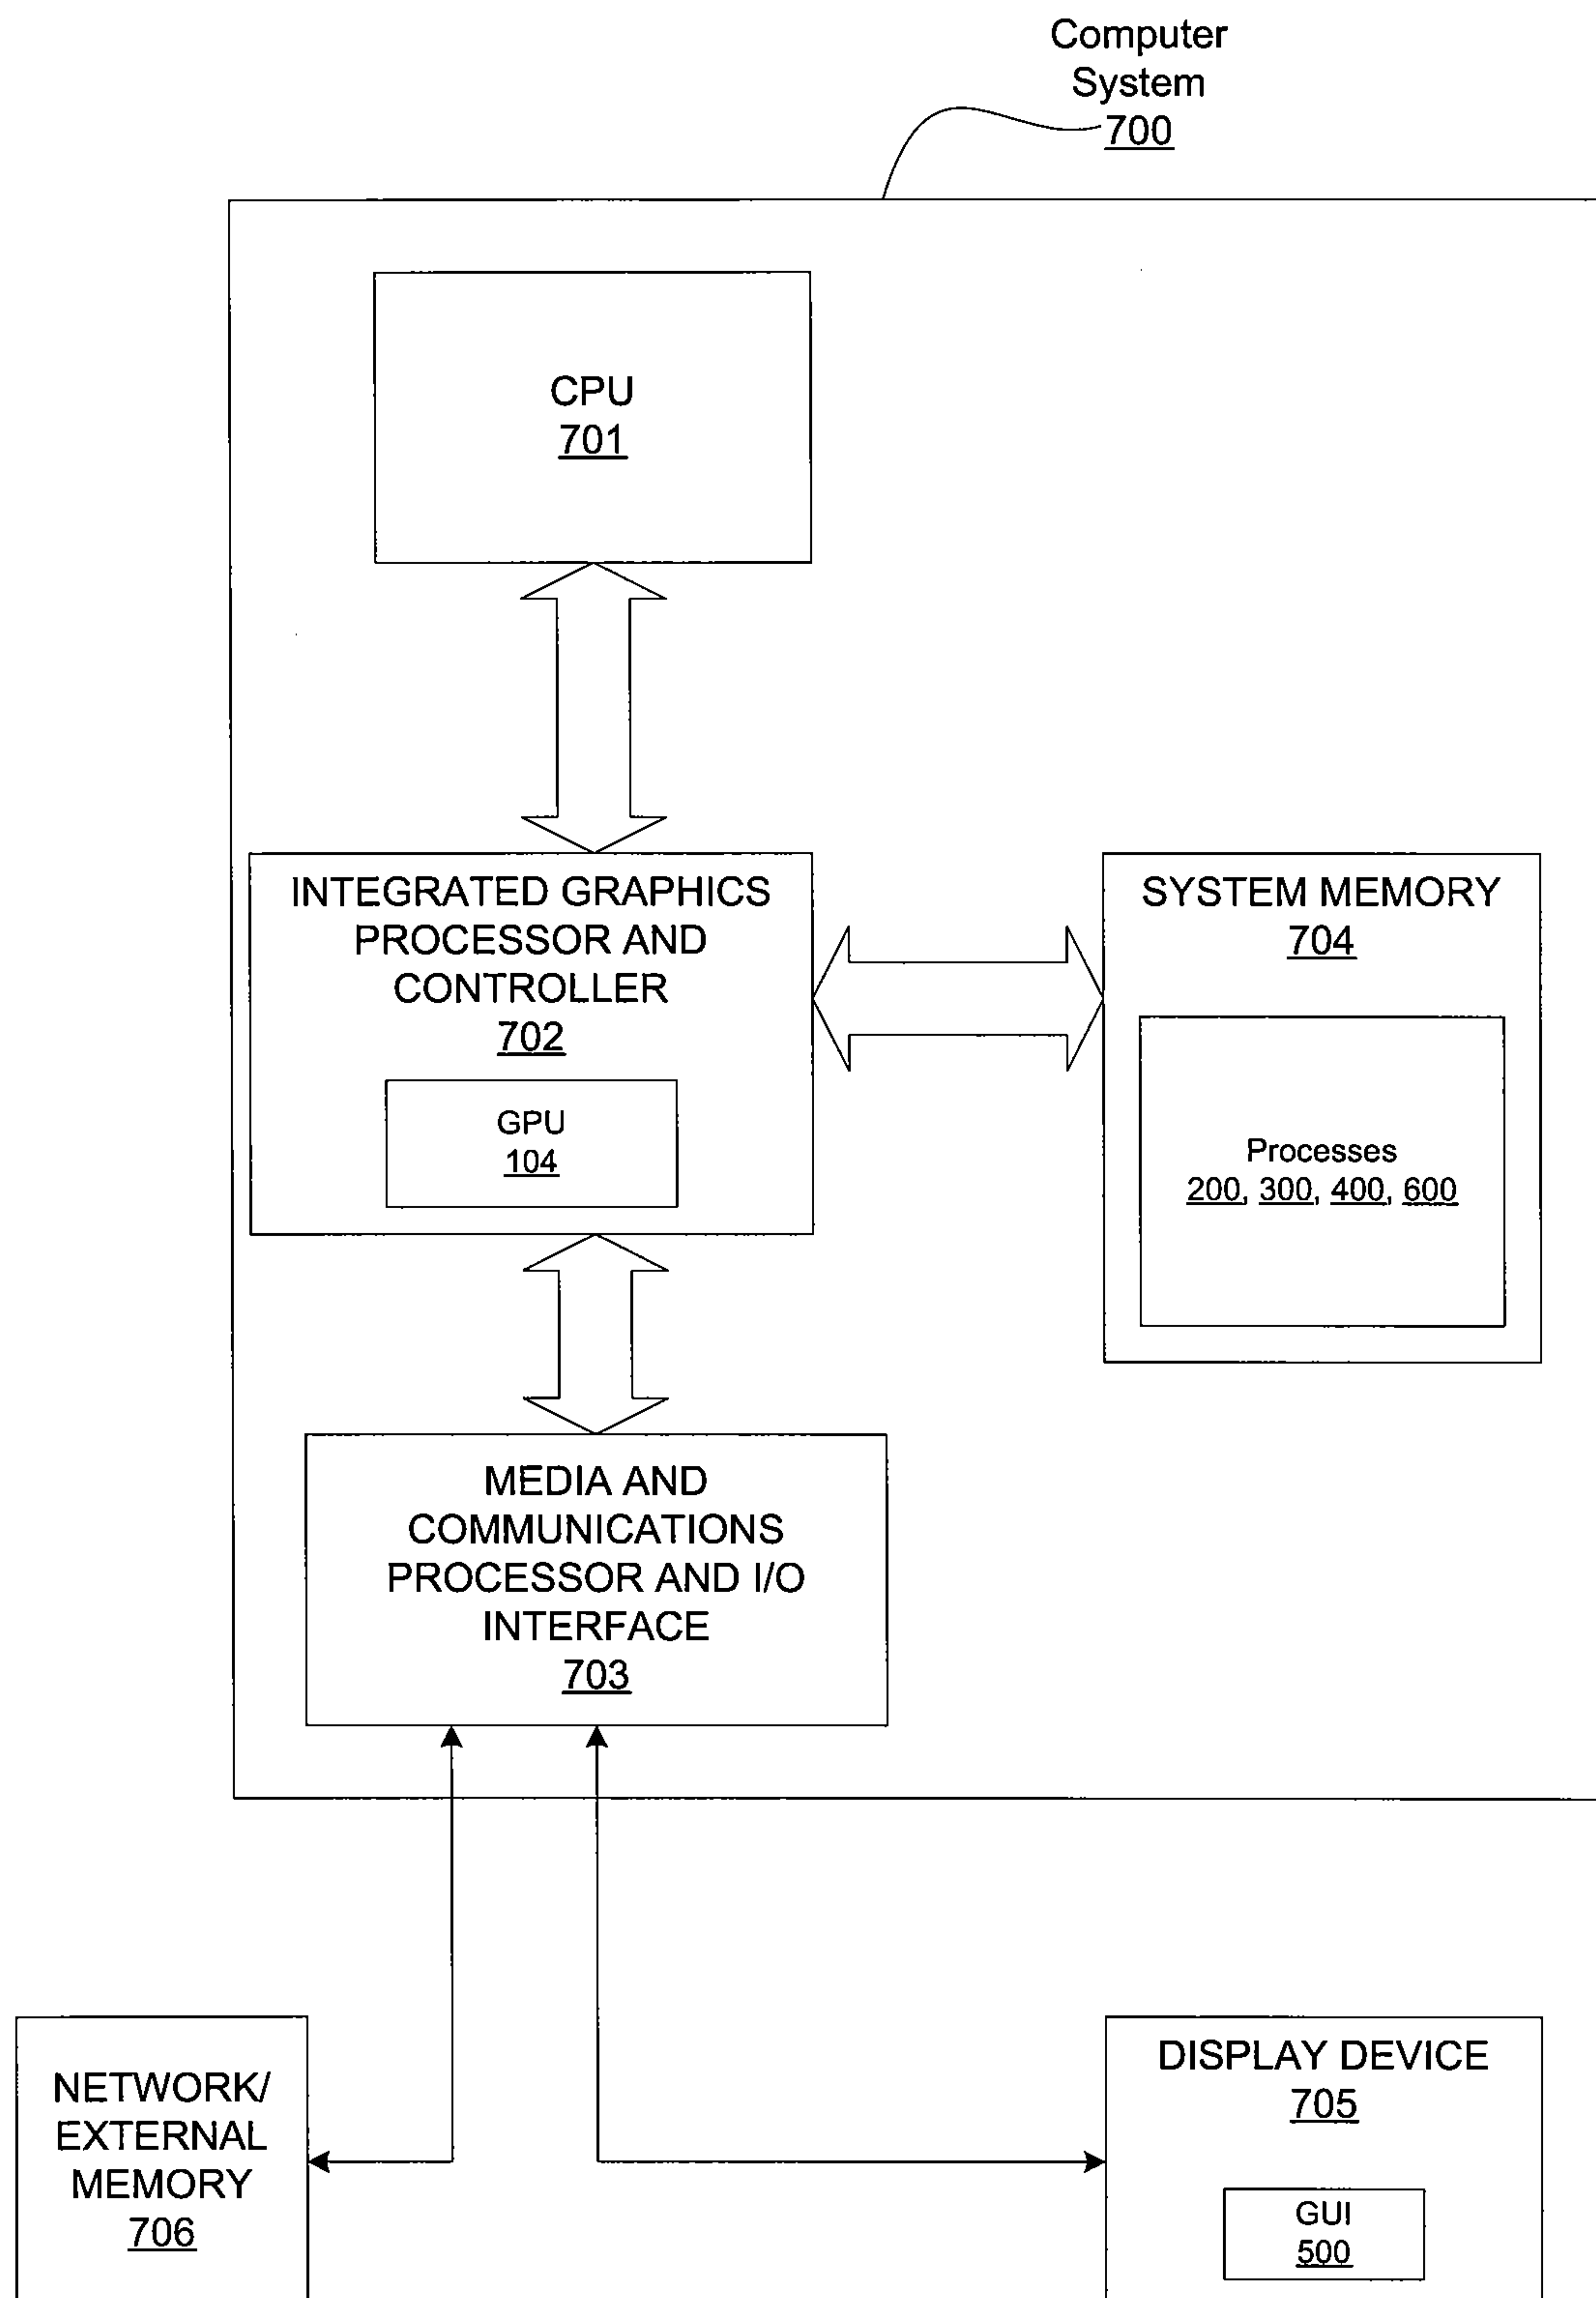 Computer
System
700
CPU
701
INTEGRATED GRAPHICS
PROCESSOR AND
CONTROLLER
702
GPU
104
SYSTEM MEMORY
704
Processes
200, 300, 400, 600
MEDIA AND
COMMUNICATIONS
PROCESSOR AND I/O
INTERFACE
703
NETWORK/
EXTERNAL
MEMORY
706
DISPLAY DEVICE
705
GUI
500